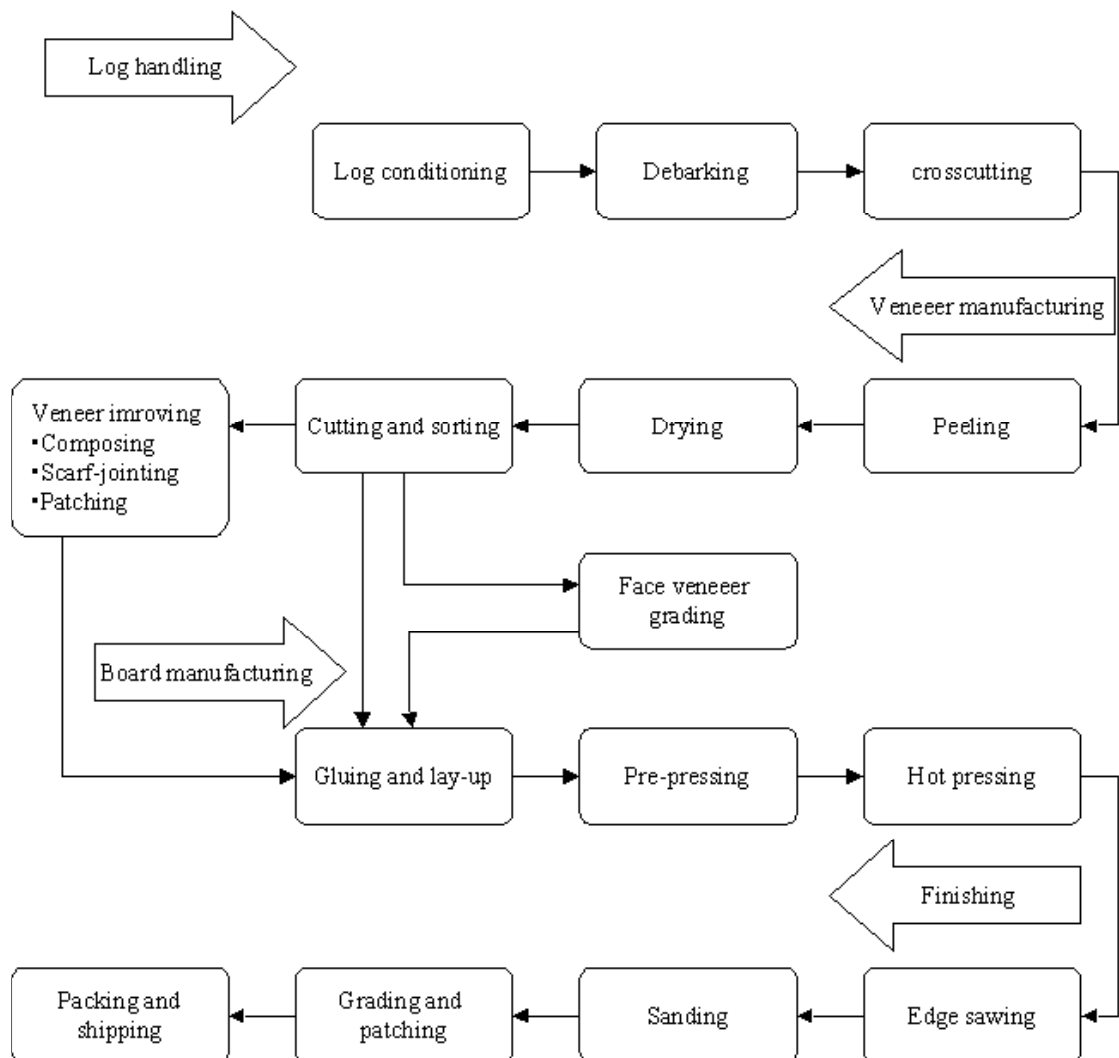 Log handling
Log conditioning
Debarking
crosscutting
Veneeer manufacturing
Veneer imroving
•Composing
•Scarf-jointing
•Patching
Cutting and sorting
Drying
Peeling
Face veneeer
grading
Board manufacturing
Gluing and lay-up
Pre-pressing
Hot pressing
Finishing
Packing and
shipping
Grading and
patching
Sanding
Edge sawing